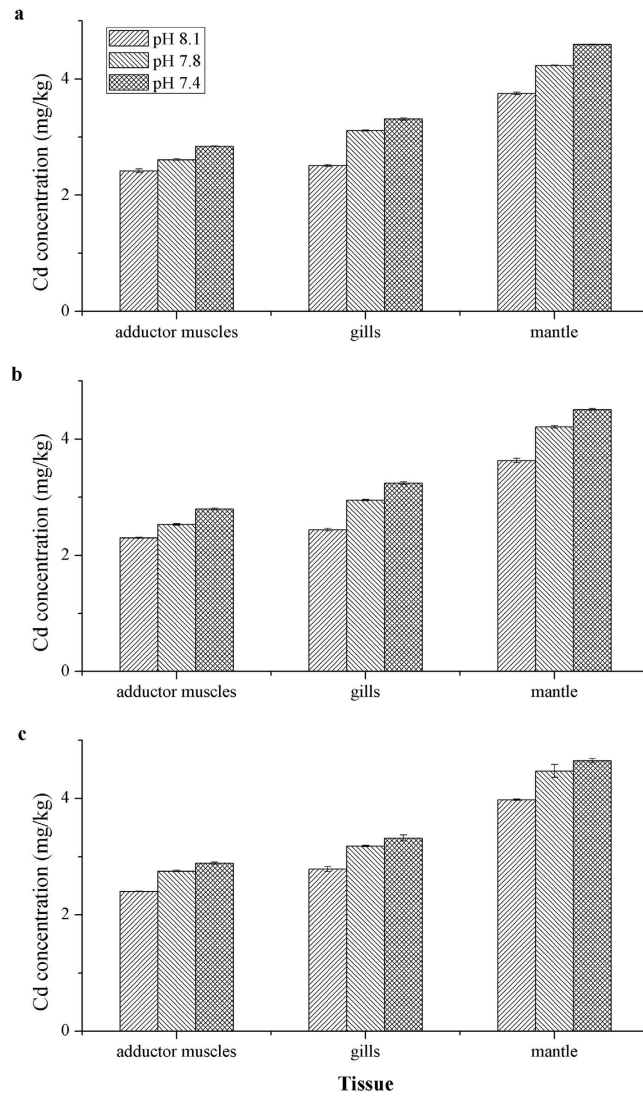 a
pH 8.1
pH 7.8
pH 7.4
Cd concentration (mg/kg)
4
2
0
adductor muscles gills mantle
b
Cd concentration (mg/kg)
4
2
0
adductor muscles gills mantle
c
Cd concentration (mg/kg)
4
2
0
adductor muscles gills mantle
Tissue